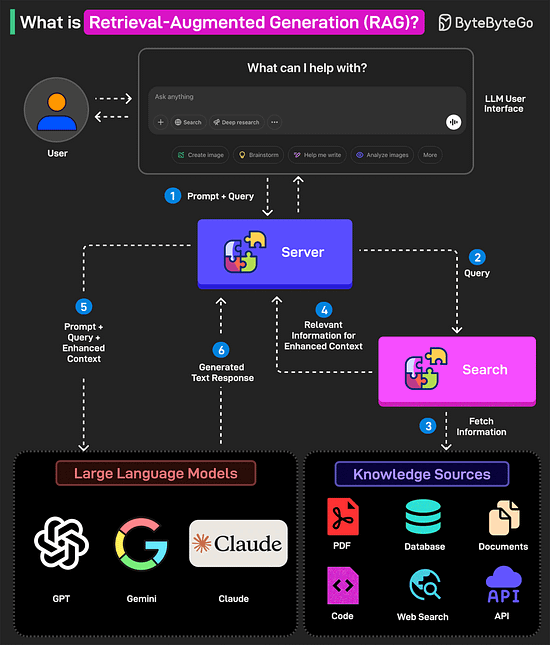 What is Retrieval-Augmented Generation (RAG)?
ByteByteGo
What can I help with?
Ask anything
Search
Deep research
Create image
Brainstorm
Help me write
Analyze images
More
LLM User
Interface
User
1 Prompt + Query
Server
2
Query
5
Prompt +
Query +
Enhanced
Context
4
Relevant
Information for
Enhanced Context
6
Generated
Text Response
Search
3
Fetch
Information
Large Language Models
GPT
Gemini
Claude
Claude
Knowledge Sources
PDF
Database
Documents
Code
Web Search
API
API